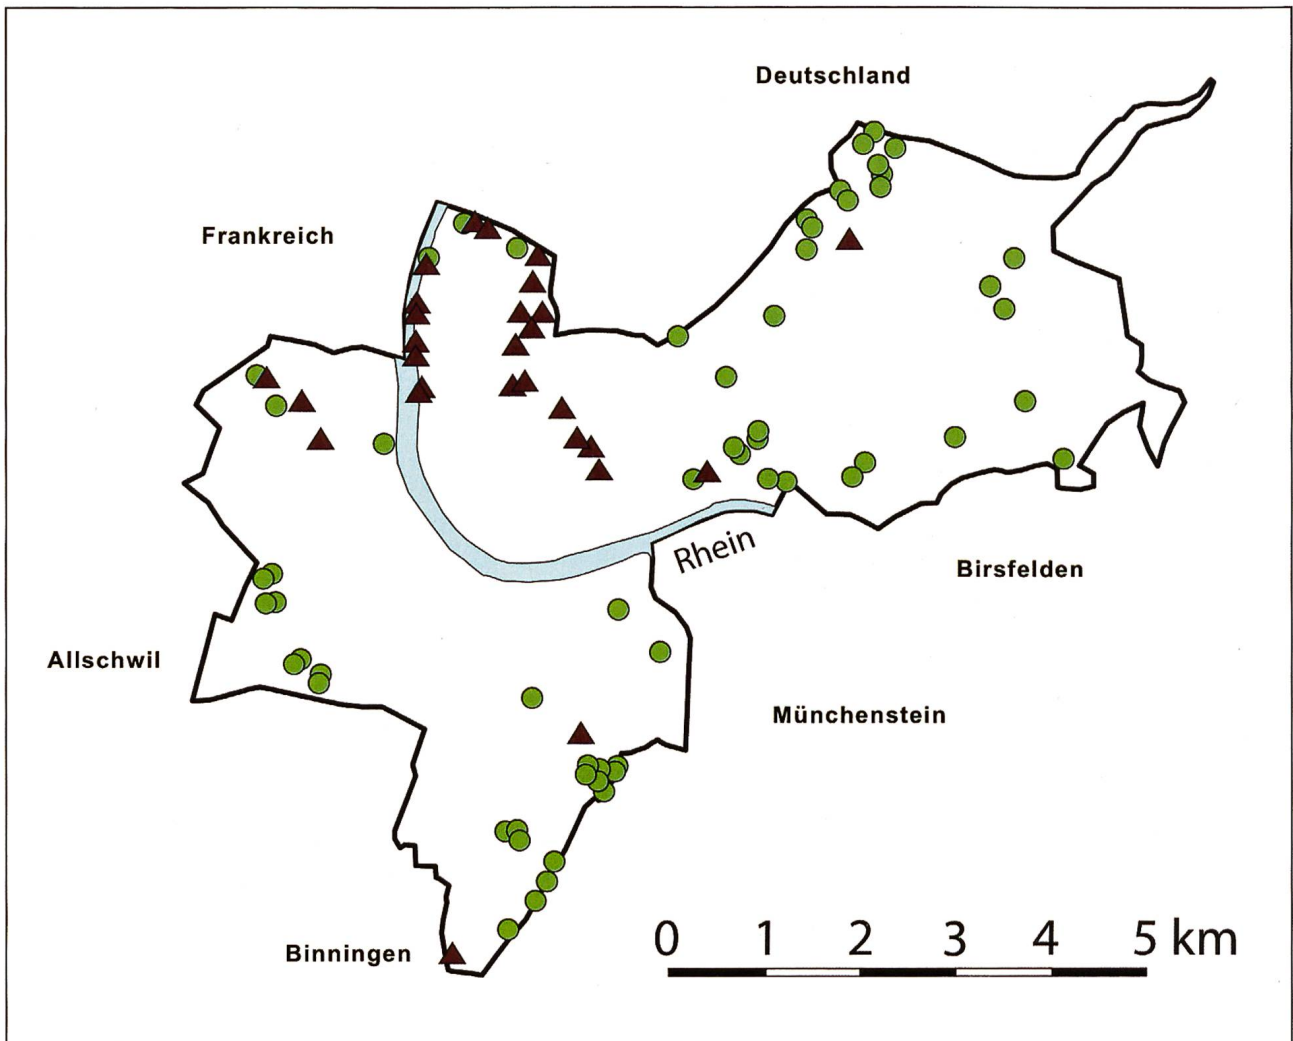 Deutschland
Frankreich
Rhein
Birsfelden
Allschwil
Münchenstein
Binningen
0 1 2 3 4 5 km